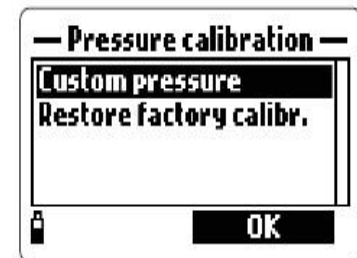 Pressure calibration
Custom pressure
Restore factory calibr.
OK